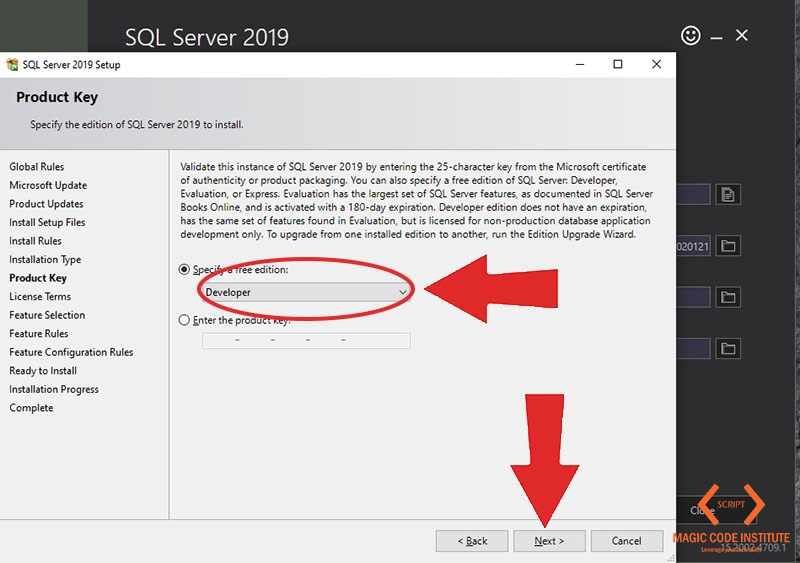 SQL Server 2019
SQL Server 2019 Setup
Product Key
Specify the edition of SQL Server 2019 to install.
Global Rules
Microsoft Update
Product Updates
Install Setup Files
Install Rules
Installation Type
Product Key
License Terms
Feature Selection
Feature Rules
Feature Configuration Rules
Ready to Install
Installation Progress
Complete
Validate this instance of SQL Server 2019 by entering the 25-character key from the Microsoft certificate
of authenticity or product packaging. You can also specify a free edition of SQL Server: Developer,
Evaluation, or Express. Evaluation has the largest set of SQL Server features, as documented in SQL Server
Books Online, and is activated with a 180-day expiration. Developer edition does not have an expiration,
has the same set of features found in Evaluation, but is licensed for non-production database application
development only. To upgrade from one installed edition to another, run the Edition Upgrade Wizard.
Specify a free edition:
Developer
Enter the product key:
- - - -
020121
< Back
Next >
Cancel
SCRIPT
MAGIC CODE INSTITUTE